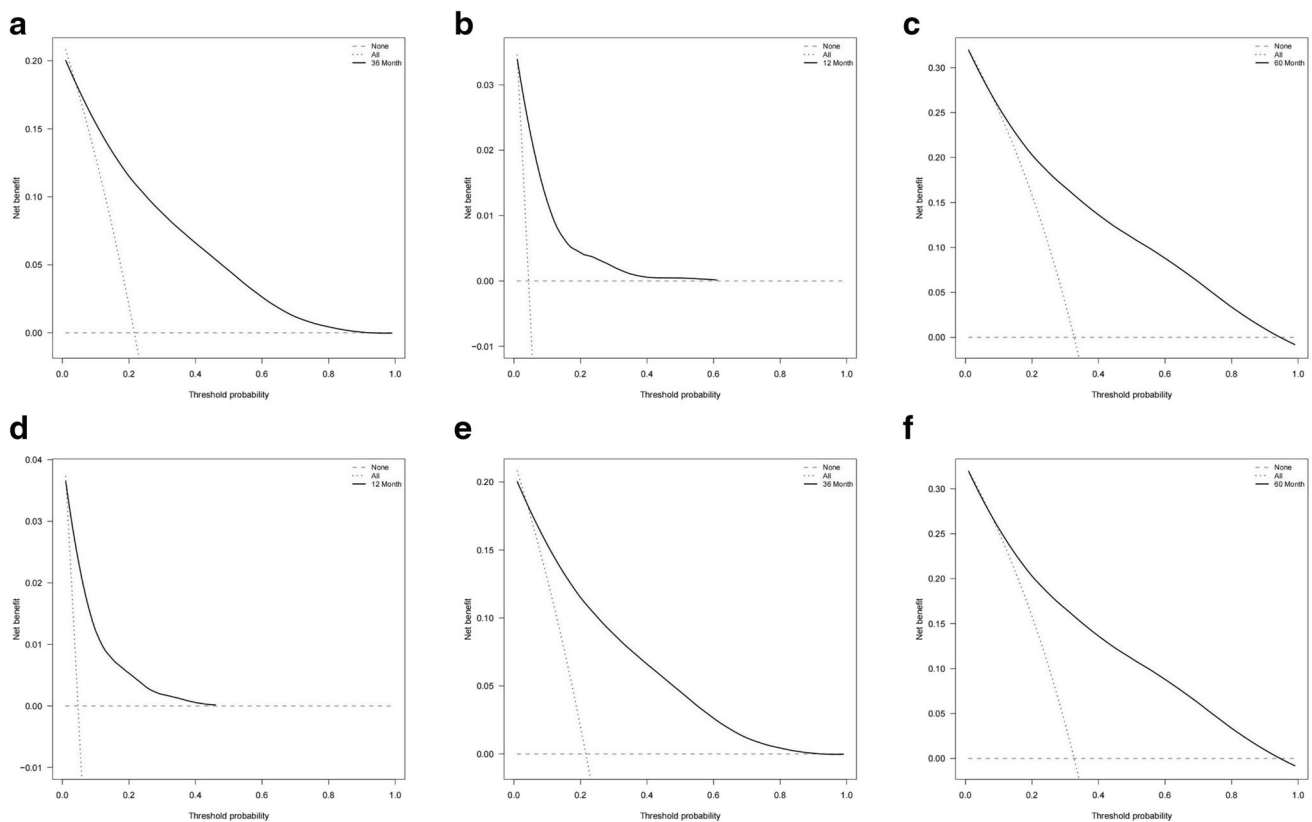 a
None
All
36 Month
0.20
0.15
0.10
0.05
0.00
Net benefit
0.0 0.2 0.4 0.6 0.8 1.0
Threshold probability
b
None
All
12 Month
0.03
0.02
0.01
0.00
−0.01
Net benefit
0.0 0.2 0.4 0.6 0.8 1.0
Threshold probability
c
None
All
60 Month
0.30
0.25
0.20
0.15
0.10
0.05
0.00
Net benefit
0.0 0.2 0.4 0.6 0.8 1.0
Threshold probability
d
None
All
12 Month
0.04
0.03
0.02
0.01
0.00
−0.01
Net benefit
0.0 0.2 0.4 0.6 0.8 1.0
Threshold probability
e
None
All
36 Month
0.20
0.15
0.10
0.05
0.00
Net benefit
0.0 0.2 0.4 0.6 0.8 1.0
Threshold probability
f
None
All
60 Month
0.30
0.25
0.20
0.15
0.10
0.05
0.00
Net benefit
0.0 0.2 0.4 0.6 0.8 1.0
Threshold probability